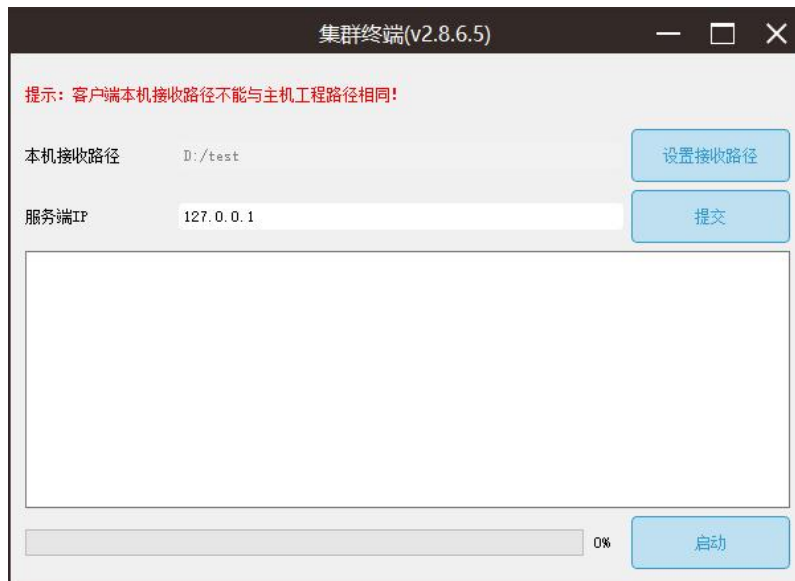 集群终端(v2.8.6.5)
提示：客户端本机接收路径不能与主机工程路径相同！
本机接收路径 D:/test 设置接收路径
服务端IP 127.0.0.1 提交
0% 启动